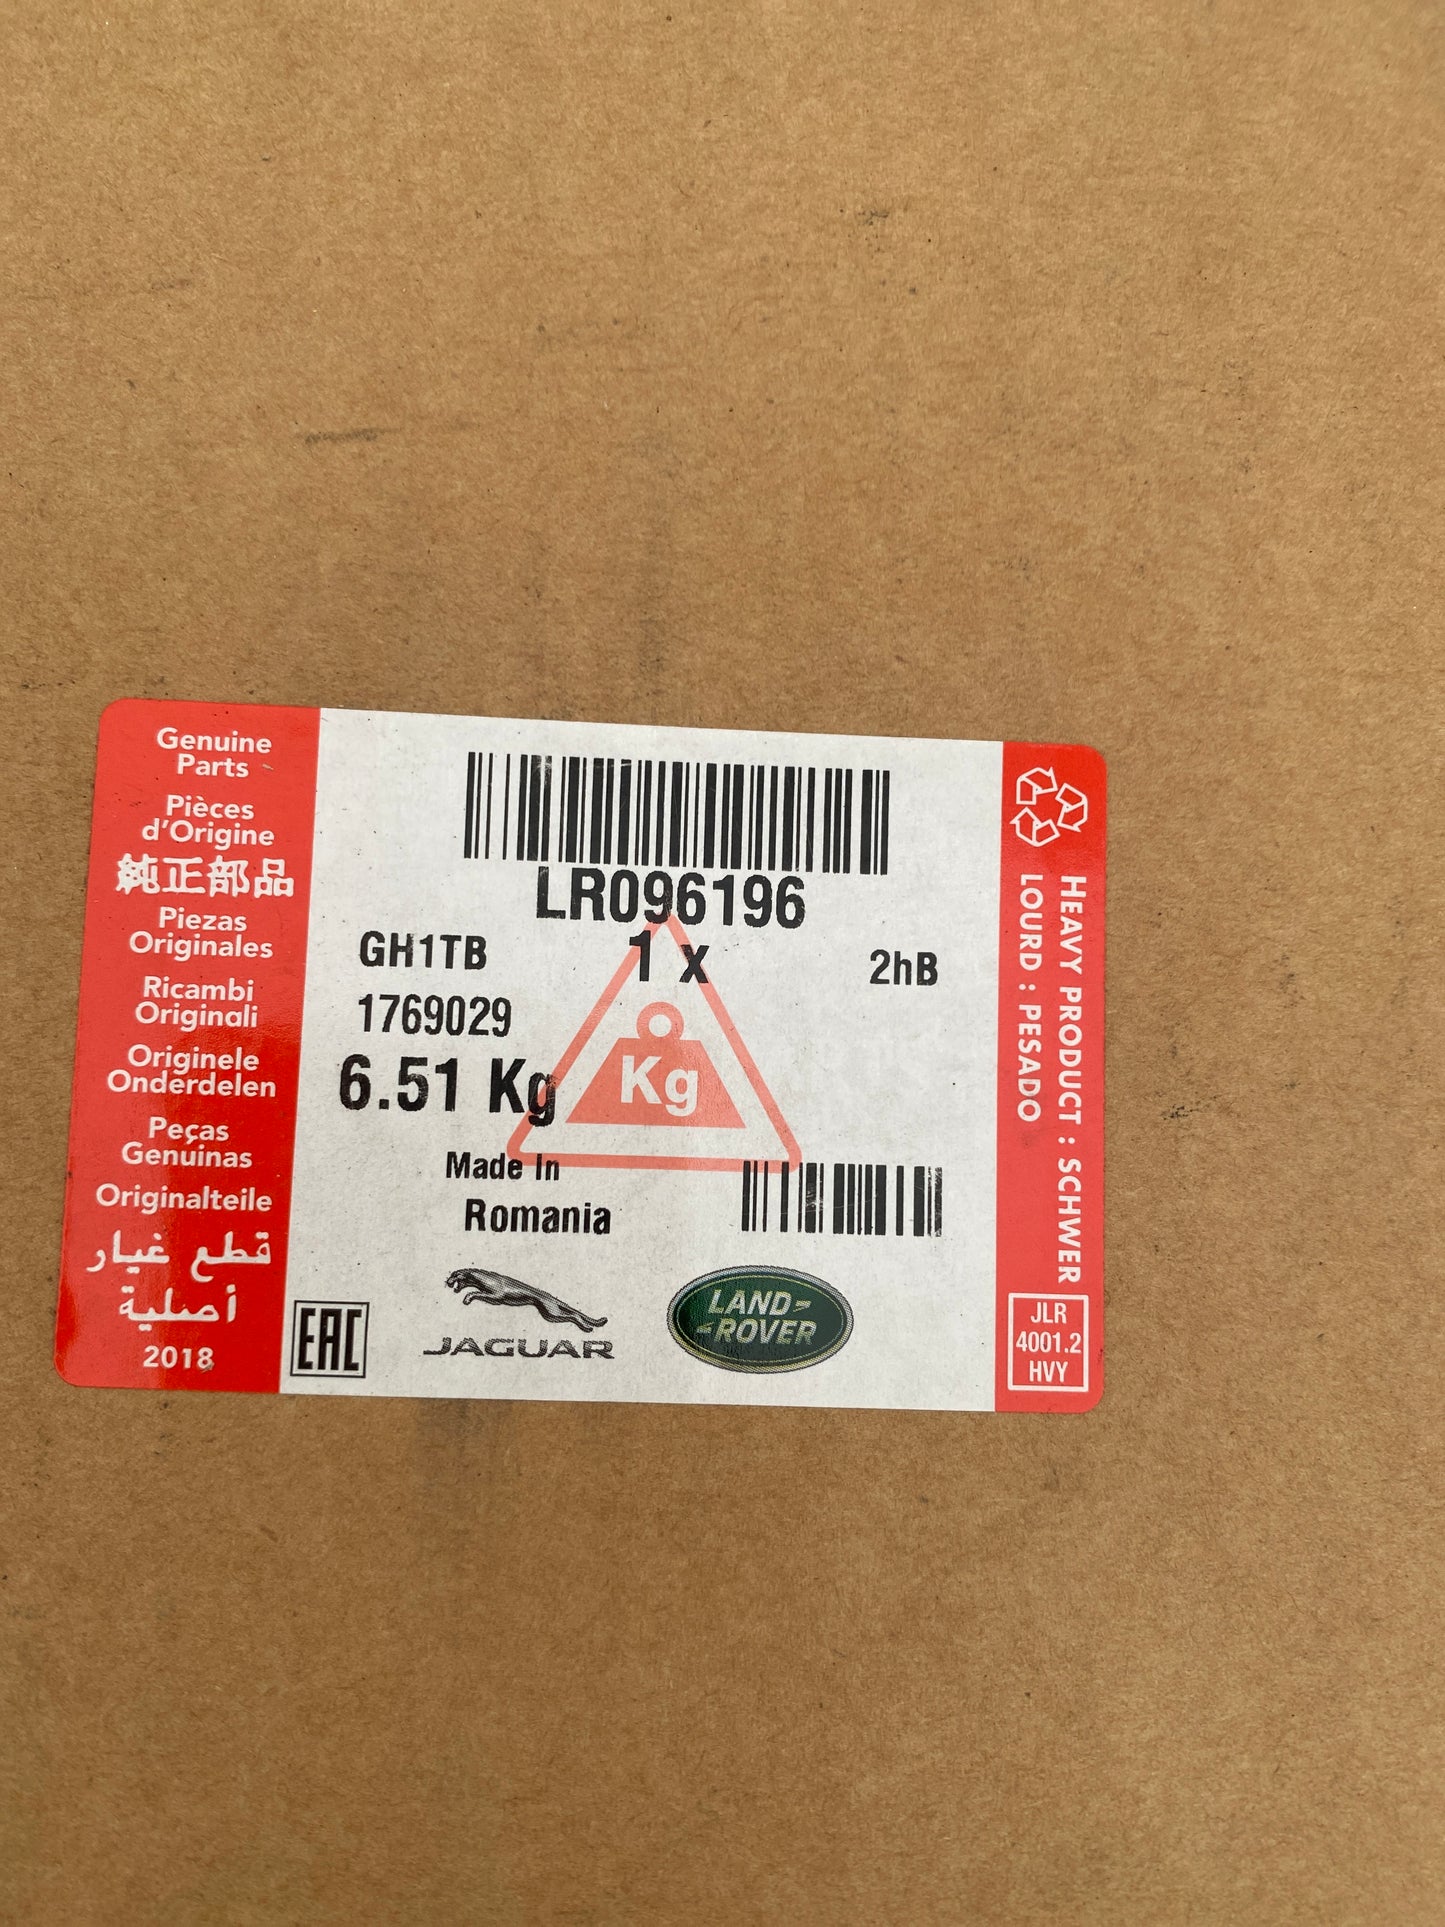 Genuine
Parts
Pièces
d'Origine
純正部品
Piezas
Originales
Ricambi
Originali
Originele
Onderdelen
Peças
Genuínas
Originalteile
قطع غيار
أصلية
2018
LR096196
GH1TB
1 x
2hB
1769029
6.51 Kg
Kg
Made In
Romania
EAC
JAGUAR
LAND-
-ROVER
HEAVY PRODUCT : SCHWER
LOURD : PESADO
JLR
4001.2
HVY